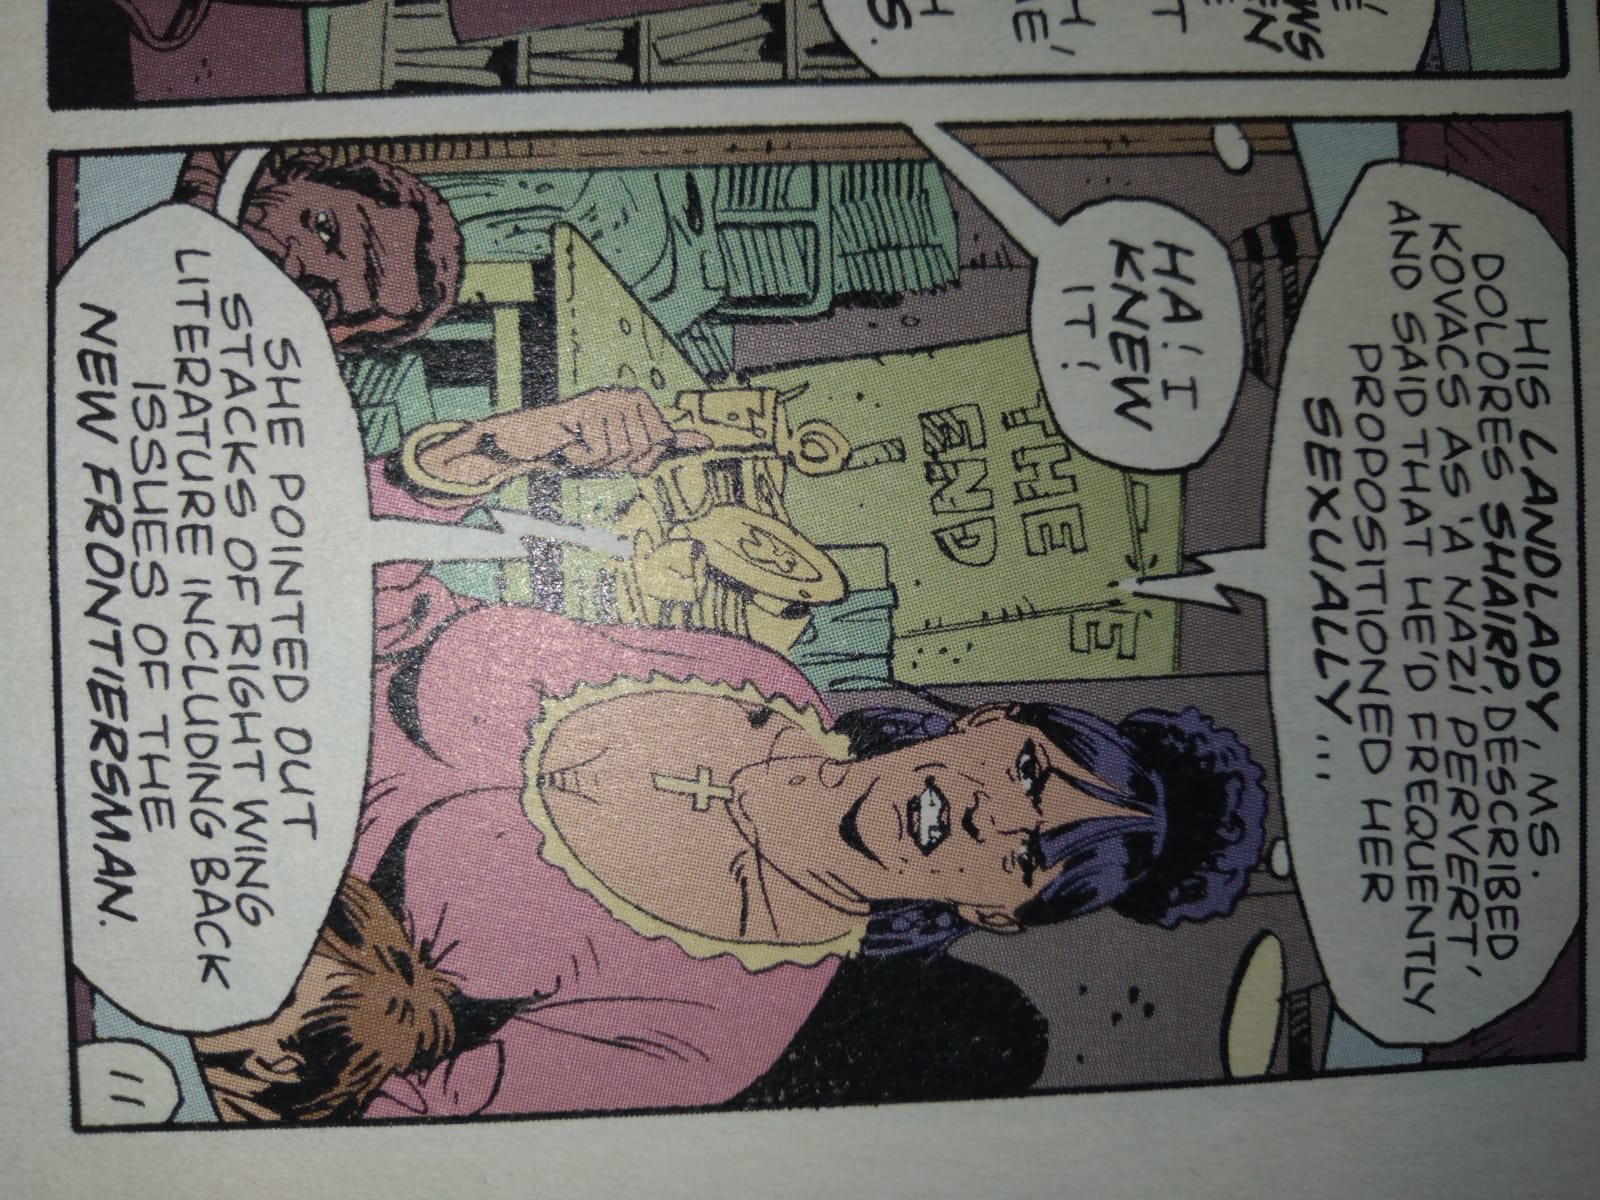 HIS LANDLADY, MS.
DOLORES SHAIRP, DESCRIBED
KOVACS AS 'A NAZI PERVERT'
AND SAID THAT HE'D FREQUENTLY
PROPOSITIONED HER
SEXUALLY...
HA! I
KNEW
IT!
E
THE
END
I
SHE POINTED OUT
STACKS OF RIGHT WING
LITERATURE INCLUDING BACK
ISSUES OF THE
NEW FRONTIERSMAN.
11